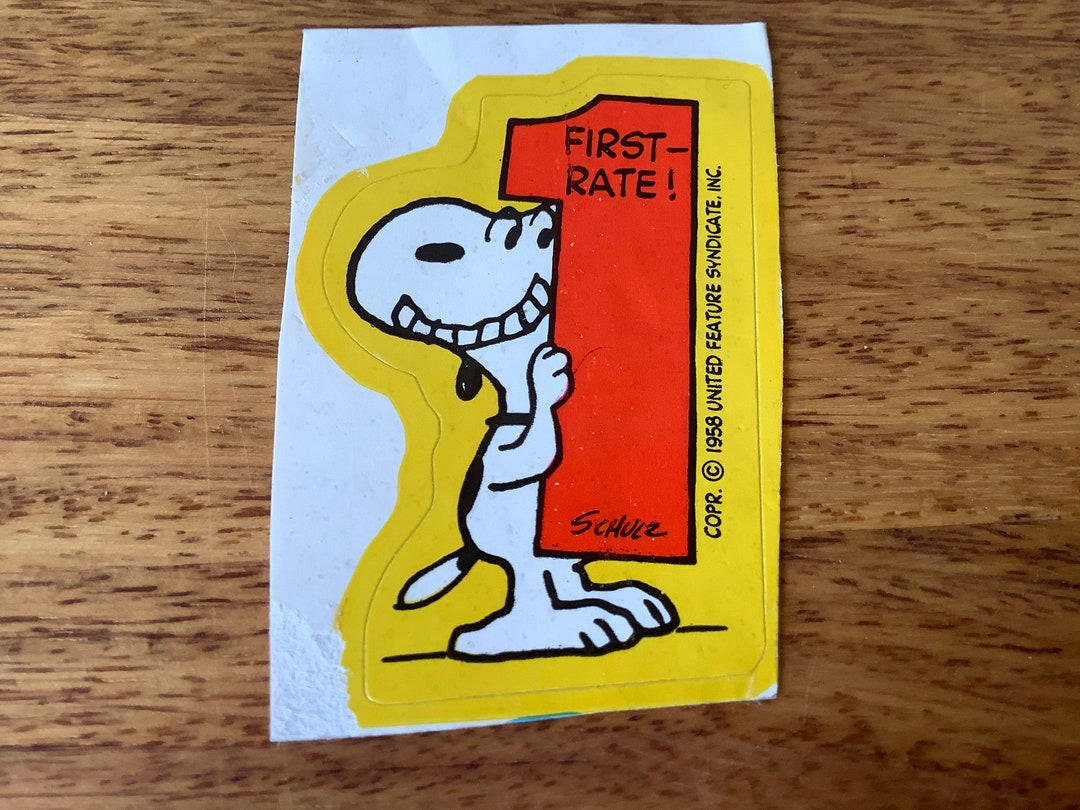 FIRST-
RATE!
SCHULZ
COPR. © 1958 UNITED FEATURE SYNDICATE, INC.